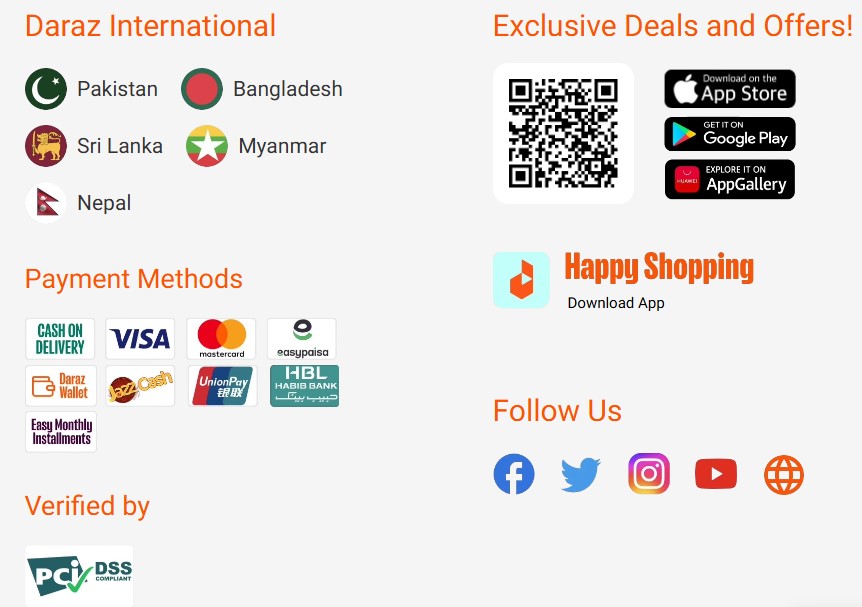 Daraz International
Pakistan
Bangladesh
Sri Lanka
Myanmar
Nepal
Payment Methods
CASH ON
DELIVERY
VISA
mastercard
easypaisa
Daraz
Wallet
JazzCash
UnionPay
银联
HBL
HABIB BANK
حبیب بینک
Easy Monthly
Installments
Verified by
PCi DSS
COMPLIANT
Exclusive Deals and Offers!
Download on the
App Store
GET IT ON
Google Play
HUAWEI
EXPLORE IT ON
AppGallery
Happy Shopping
Download App
Follow Us